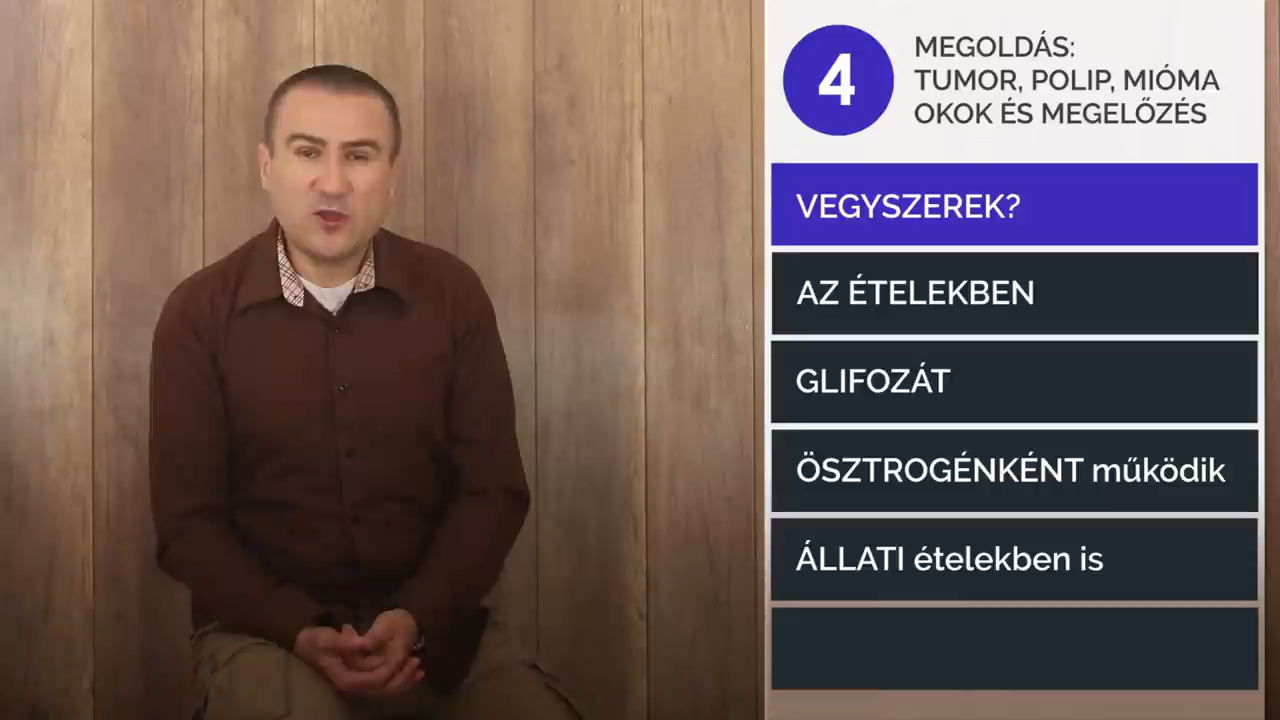 4
MEGOLDÁS:
TUMOR, POLIP, MIÓMA
OKOK ÉS MEGELŐZÉS
VEGYSZEREK?
AZ ÉTELEKBEN
GLIFOZÁT
ÖSZTROGÉNKÉNT működik
ÁLLATI ételekben is